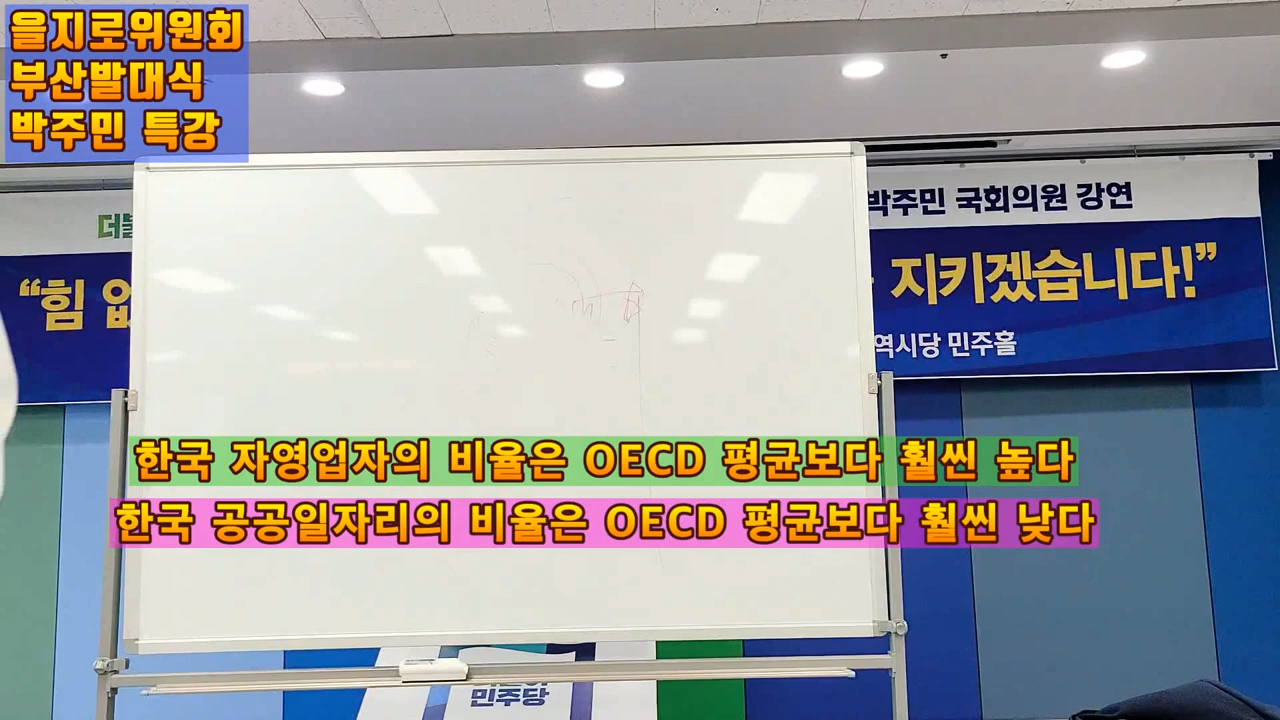 을지로위원회
부산발대식
박주민 특강
박주민 국회의원 강연
“힘
지키겠습니다!”
민주홀
한국 자영업자의 비율은 OECD 평균보다 훨씬 높다
한국 공공일자리의 비율은 OECD 평균보다 훨씬 낮다
민주당